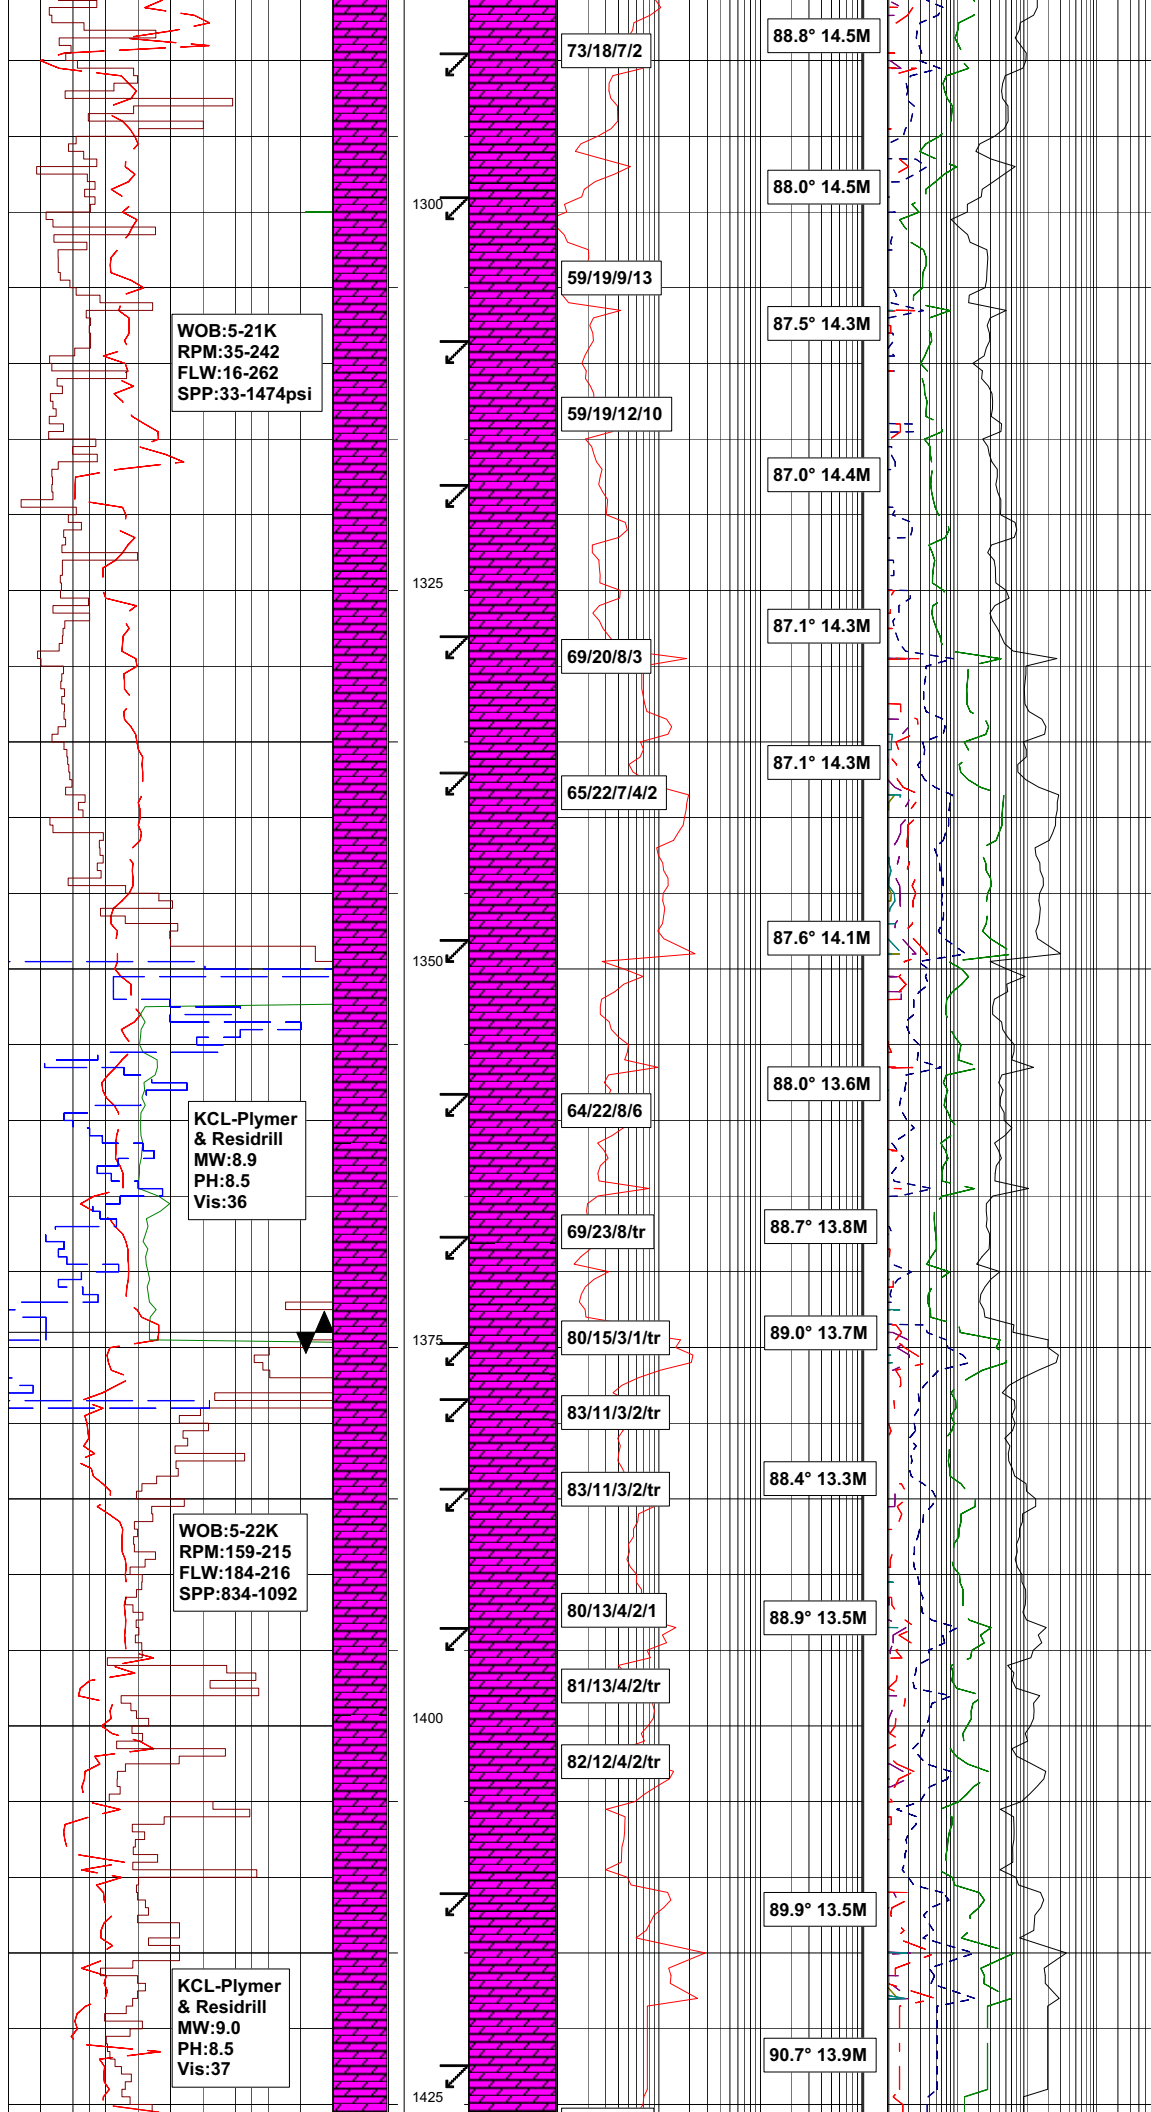 73/18/7/2
88.8° 14.5M
88.0° 14.5M
1300
59/19/9/13
87.5° 14.3M
WOB:5-21K
RPM:35-242
FLW:16-262
SPP:33-1474psi
59/19/12/10
87.0° 14.4M
1325
87.1° 14.3M
69/20/8/3
87.1° 14.3M
65/22/7/4/2
87.6° 14.1M
1350
88.0° 13.6M
KCL-Plymer
& Residrill
MW:8.9
PH:8.5
Vis:36
64/22/8/6
69/23/8/tr
88.7° 13.8M
1375
80/15/3/1/tr
89.0° 13.7M
83/11/3/2/tr
88.4° 13.3M
83/11/3/2/tr
WOB:5-22K
RPM:159-215
FLW:184-216
SPP:834-1092
80/13/4/2/1
88.9° 13.5M
81/13/4/2/tr
1400
82/12/4/2/tr
89.9° 13.5M
KCL-Plymer
& Residrill
MW:9.0
PH:8.5
Vis:37
90.7° 13.9M
1425